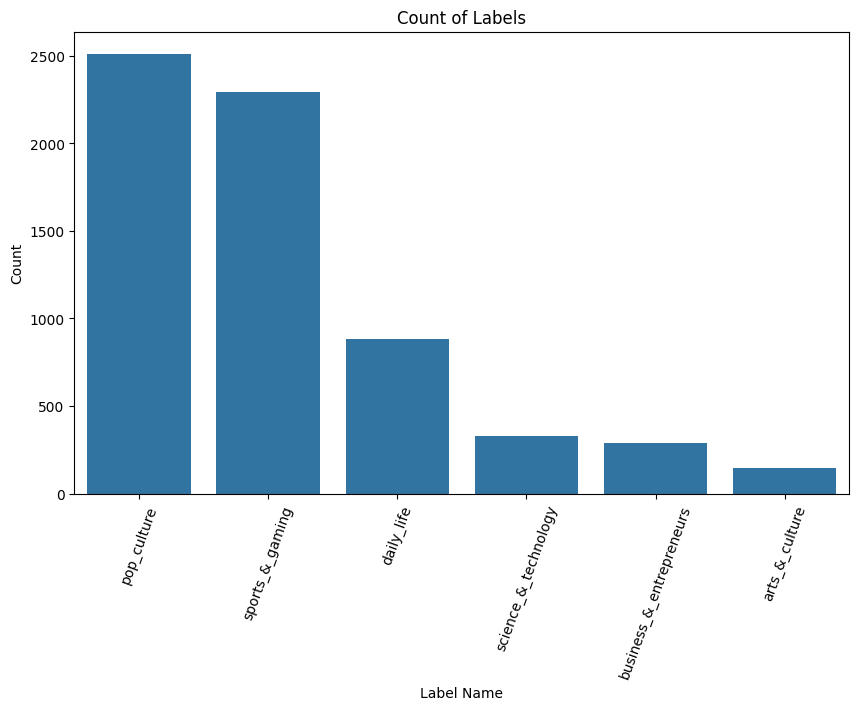 Count of Labels
Count
2500
2000
1500
1000
500
0
pop_culture
sports_&_gaming
daily_life
science_&_technology
business_&_entrepreneurs
arts_&_culture
Label Name